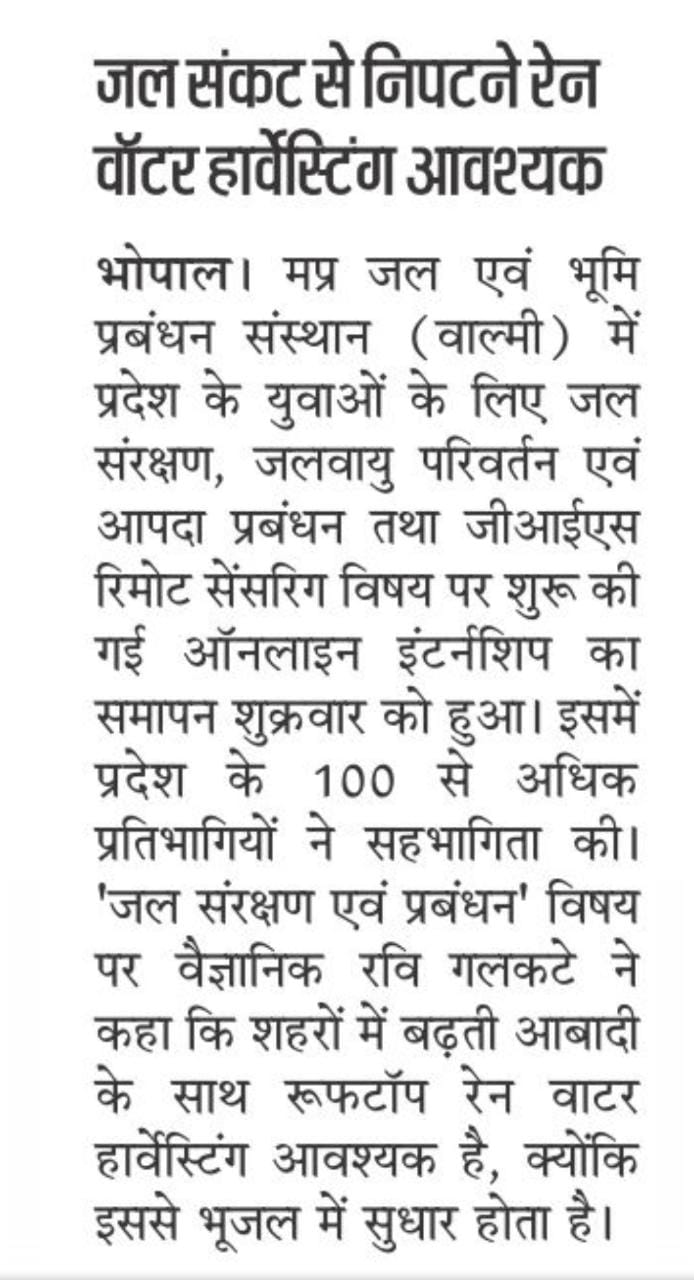 जल संकट से निपटने रेन
वॉटर हार्वेस्टिंग आवश्यक
भोपाल। मप्र जल एवं भूमि
प्रबंधन संस्थान (वाल्मी) में
प्रदेश के युवाओं के लिए जल
संरक्षण, जलवायु परिवर्तन एवं
आपदा प्रबंधन तथा जीआईएस
रिमोट सेंसरिग विषय पर शुरू की
गई ऑनलाइन इंटर्नशिप का
समापन शुक्रवार को हुआ। इसमें
प्रदेश के 100 से अधिक
प्रतिभागियों ने सहभागिता की।
'जल संरक्षण एवं प्रबंधन' विषय
पर वैज्ञानिक रवि गलकटे ने
कहा कि शहरों में बढ़ती आबादी
के साथ रूफटॉप रेन वाटर
हार्वेस्टिंग आवश्यक है, क्योंकि
इससे भूजल में सुधार होता है।